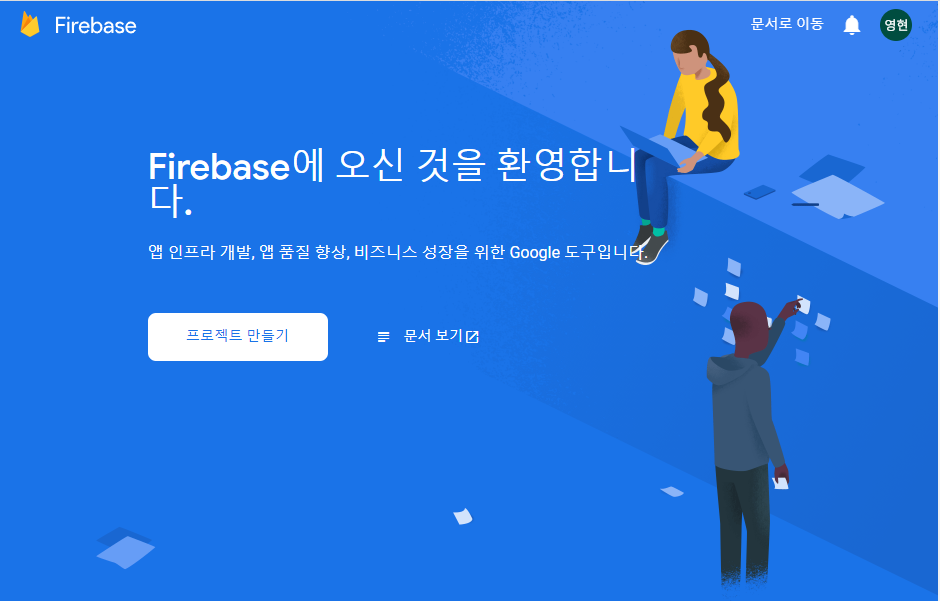 Firebase
문서로 이동
영현
Firebase에 오신 것을 환영합니
다.
앱 인프라 개발, 앱 품질 향상, 비즈니스 성장을 위한 Google 도구입니다.
프로젝트 만들기
문서 보기